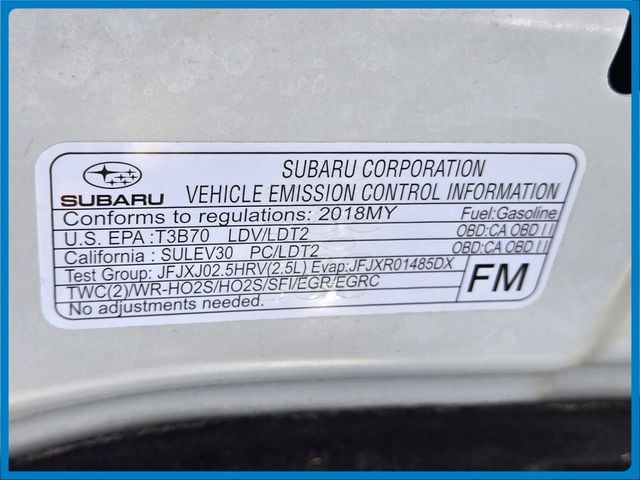 SUBARU
SUBARU CORPORATION
VEHICLE EMISSION CONTROL INFORMATION
Conforms to regulations: 2018MY Fuel:Gasoline
U.S. EPA :T3B70 LDV/LDT2 OBD:CA OBD II
California : SULEV30 PC/LDT2 OBD:CA OBD II
Test Group: JFJXJ02.5HRV(2.5L) Evap:JFJXR01485DX
TWC(2)/WR-HO2S/HO2S/SFI/EGR/EGRC
No adjustments needed.
FM